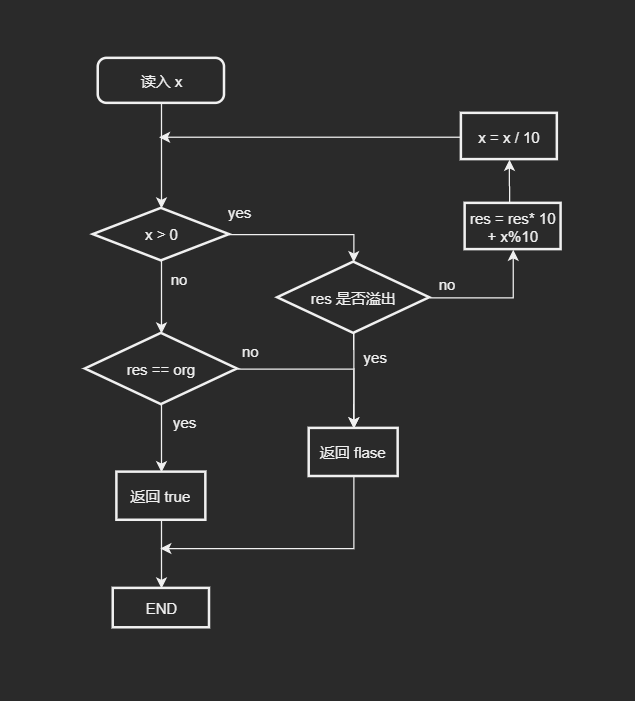 读入 x
x = x / 10
yes
x > 0
res = res* 10
+ x%10
no
res 是否溢出
no
no
res == org
yes
yes
返回 flase
返回 true
END